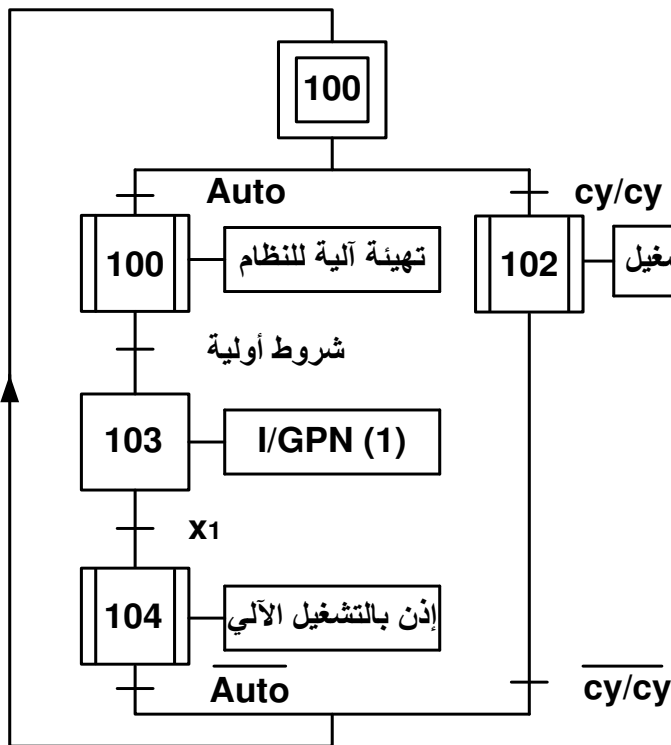 100
Auto
cy/cy
100
تهيئة آلية للنظام
102
شروط أولية
103
I/GPN (1)
x1
104
إذن بالتشغيل الآلي
Auto
cy/cy